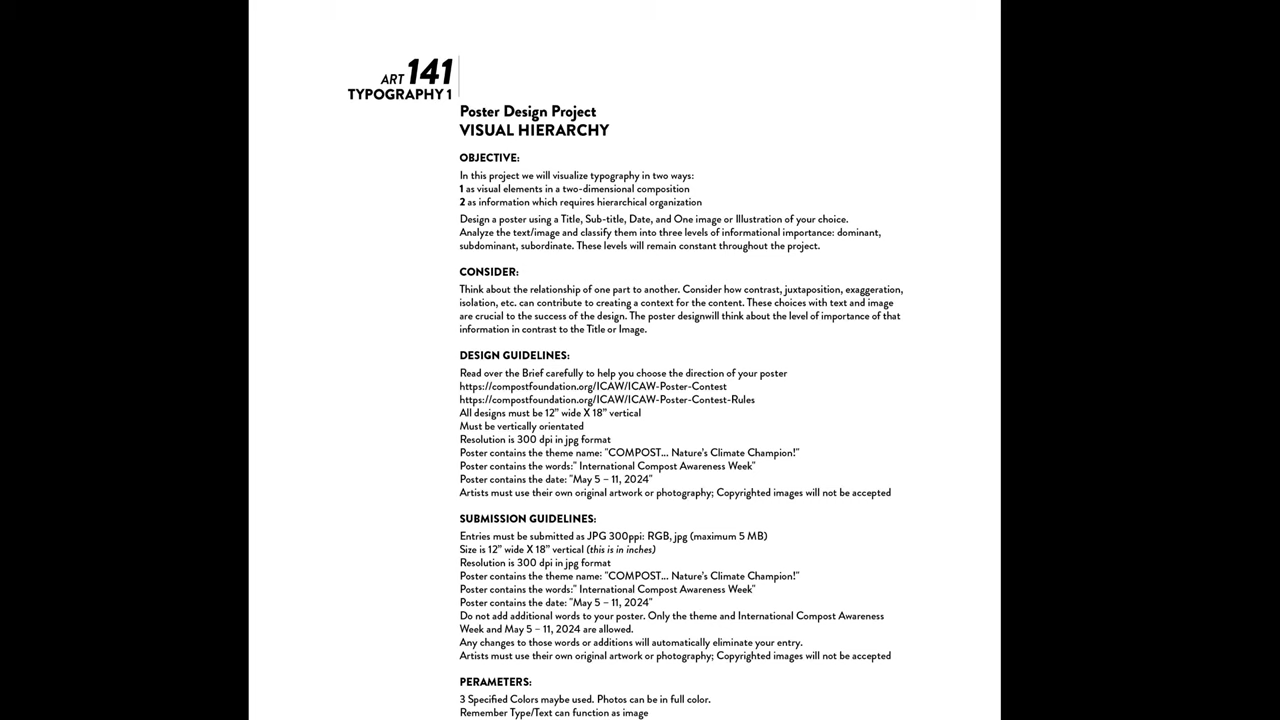 ART 141
TYPOGRAPHY 1
Poster Design Project
VISUAL HIERARCHY
OBJECTIVE:
In this project we will visualize typography in two ways:
1 as visual elements in a two-dimensional composition
2 as information which requires hierarchical organization
Design a poster using a Title, Sub-title, Date, and One image or Illustration of your choice.
Analyze the text/image and classify them into three levels of informational importance: dominant,
subdominant, subordinate. These levels will remain constant throughout the project.
CONSIDER:
Think about the relationship of one part to another. Consider how contrast, juxtaposition, exaggeration,
isolation, etc. can contribute to creating a context for the content. These choices with text and image
are crucial to the success of the design. The poster designwill think about the level of importance of that
information in contrast to the Title or Image.
DESIGN GUIDELINES:
Read over the Brief carefully to help you choose the direction of your poster
https://compostfoundation.org/ICAW/ICAW-Poster-Contest
https://compostfoundation.org/ICAW/ICAW-Poster-Contest-Rules
All designs must be 12” wide X 18” vertical
Must be vertically orientated
Resolution is 300 dpi in jpg format
Poster contains the theme name: "COMPOST... Nature’s Climate Champion!"
Poster contains the words:" International Compost Awareness Week"
Poster contains the date: "May 5 – 11, 2024"
Artists must use their own original artwork or photography; Copyrighted images will not be accepted
SUBMISSION GUIDELINES:
Entries must be submitted as JPG 300ppi: RGB, jpg (maximum 5 MB)
Size is 12” wide X 18” vertical (this is in inches)
Resolution is 300 dpi in jpg format
Poster contains the theme name: "COMPOST... Nature’s Climate Champion!"
Poster contains the words:" International Compost Awareness Week"
Poster contains the date: "May 5 – 11, 2024"
Do not add additional words to your poster. Only the theme and International Compost Awareness
Week and May 5 – 11, 2024 are allowed.
Any changes to those words or additions will automatically eliminate your entry.
Artists must use their own original artwork or photography; Copyrighted images will not be accepted
PERAMETERS:
3 Specified Colors maybe used. Photos can be in full color.
Remember Type/Text can function as image